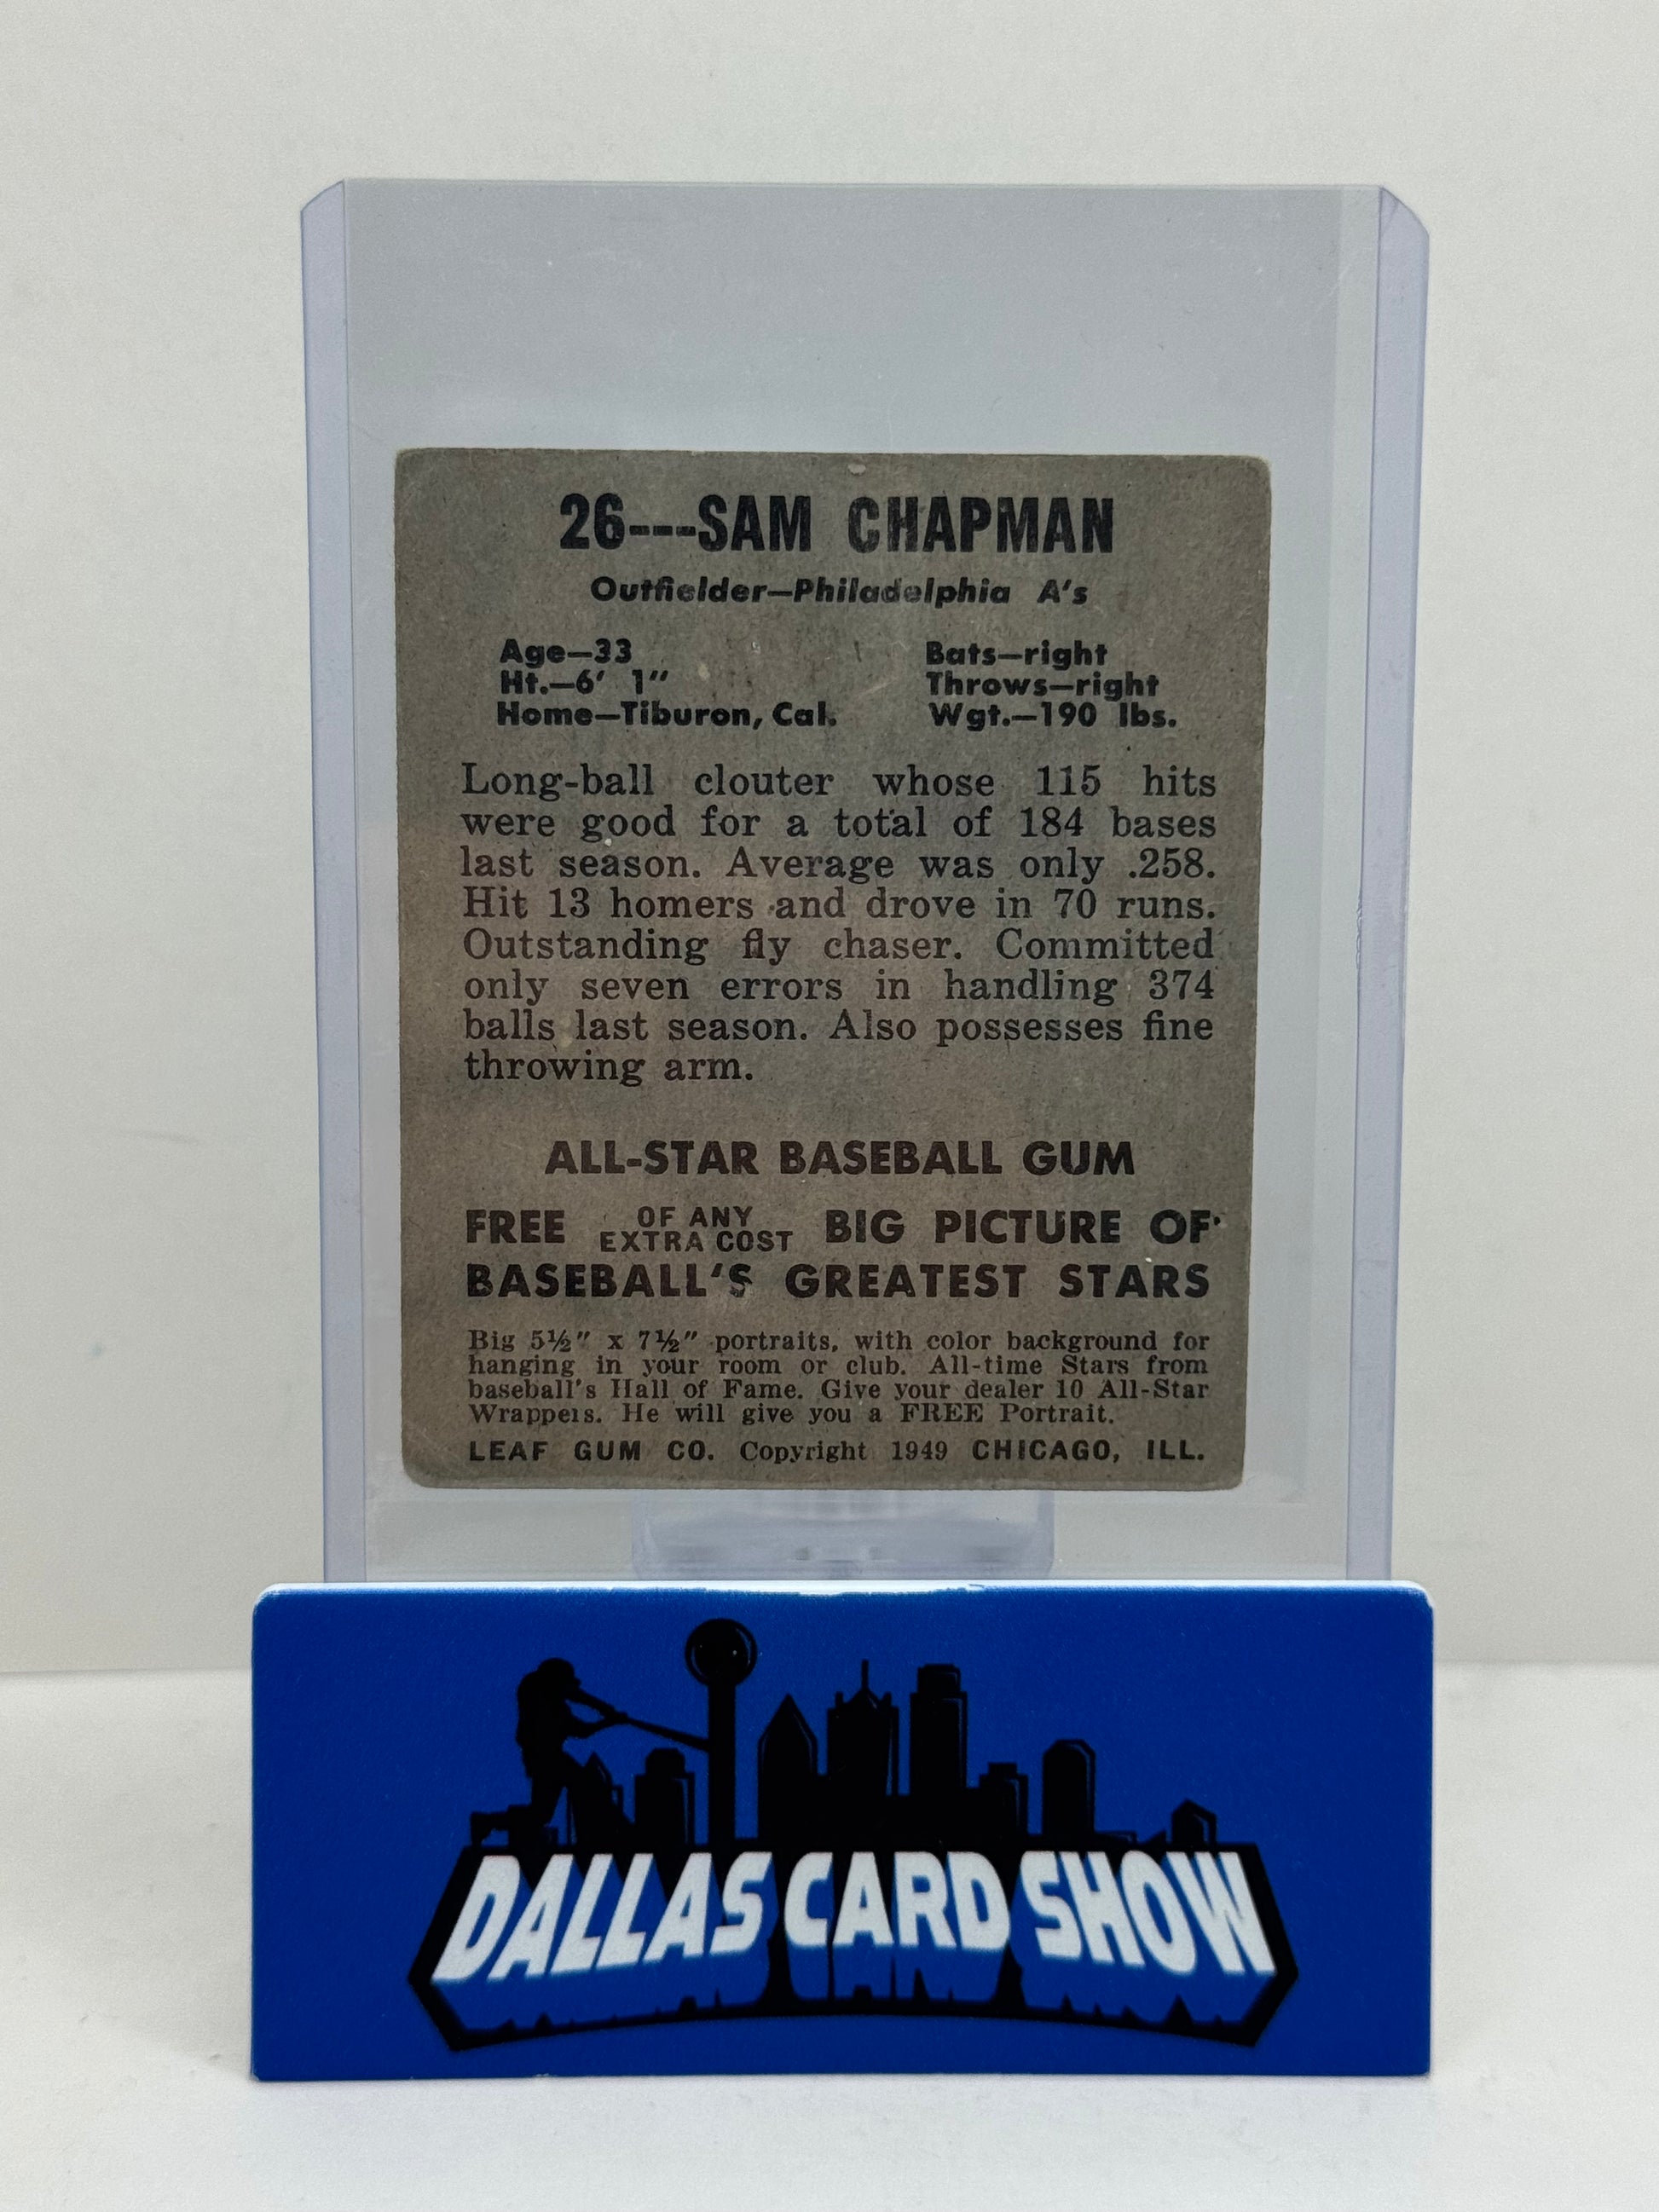 26---SAM CHAPMAN
Outfielder—Philadelphia A's
Age—33
Bats—right
Ht.—6' 1"
Throws—right
Home—Tiburon, Cal.
Wgt.—190 lbs.
Long-ball clouter whose 115 hits
were good for a total of 184 bases
last season. Average was only .258.
Hit 13 homers and drove in 70 runs.
Outstanding fly chaser. Committed
only seven errors in handling 374
balls last season. Also possesses fine
throwing arm.
ALL-STAR BASEBALL GUM
FREE OF ANY EXTRA COST BIG PICTURE OF
BASEBALL'S GREATEST STARS
Big 5½" x 7½" portraits, with color background for
hanging in your room or club. All-time Stars from
baseball's Hall of Fame. Give your dealer 10 All-Star
Wrappers. He will give you a FREE Portrait.
LEAF GUM CO. Copyright 1949 CHICAGO, ILL.
DALLAS CARD SHOW